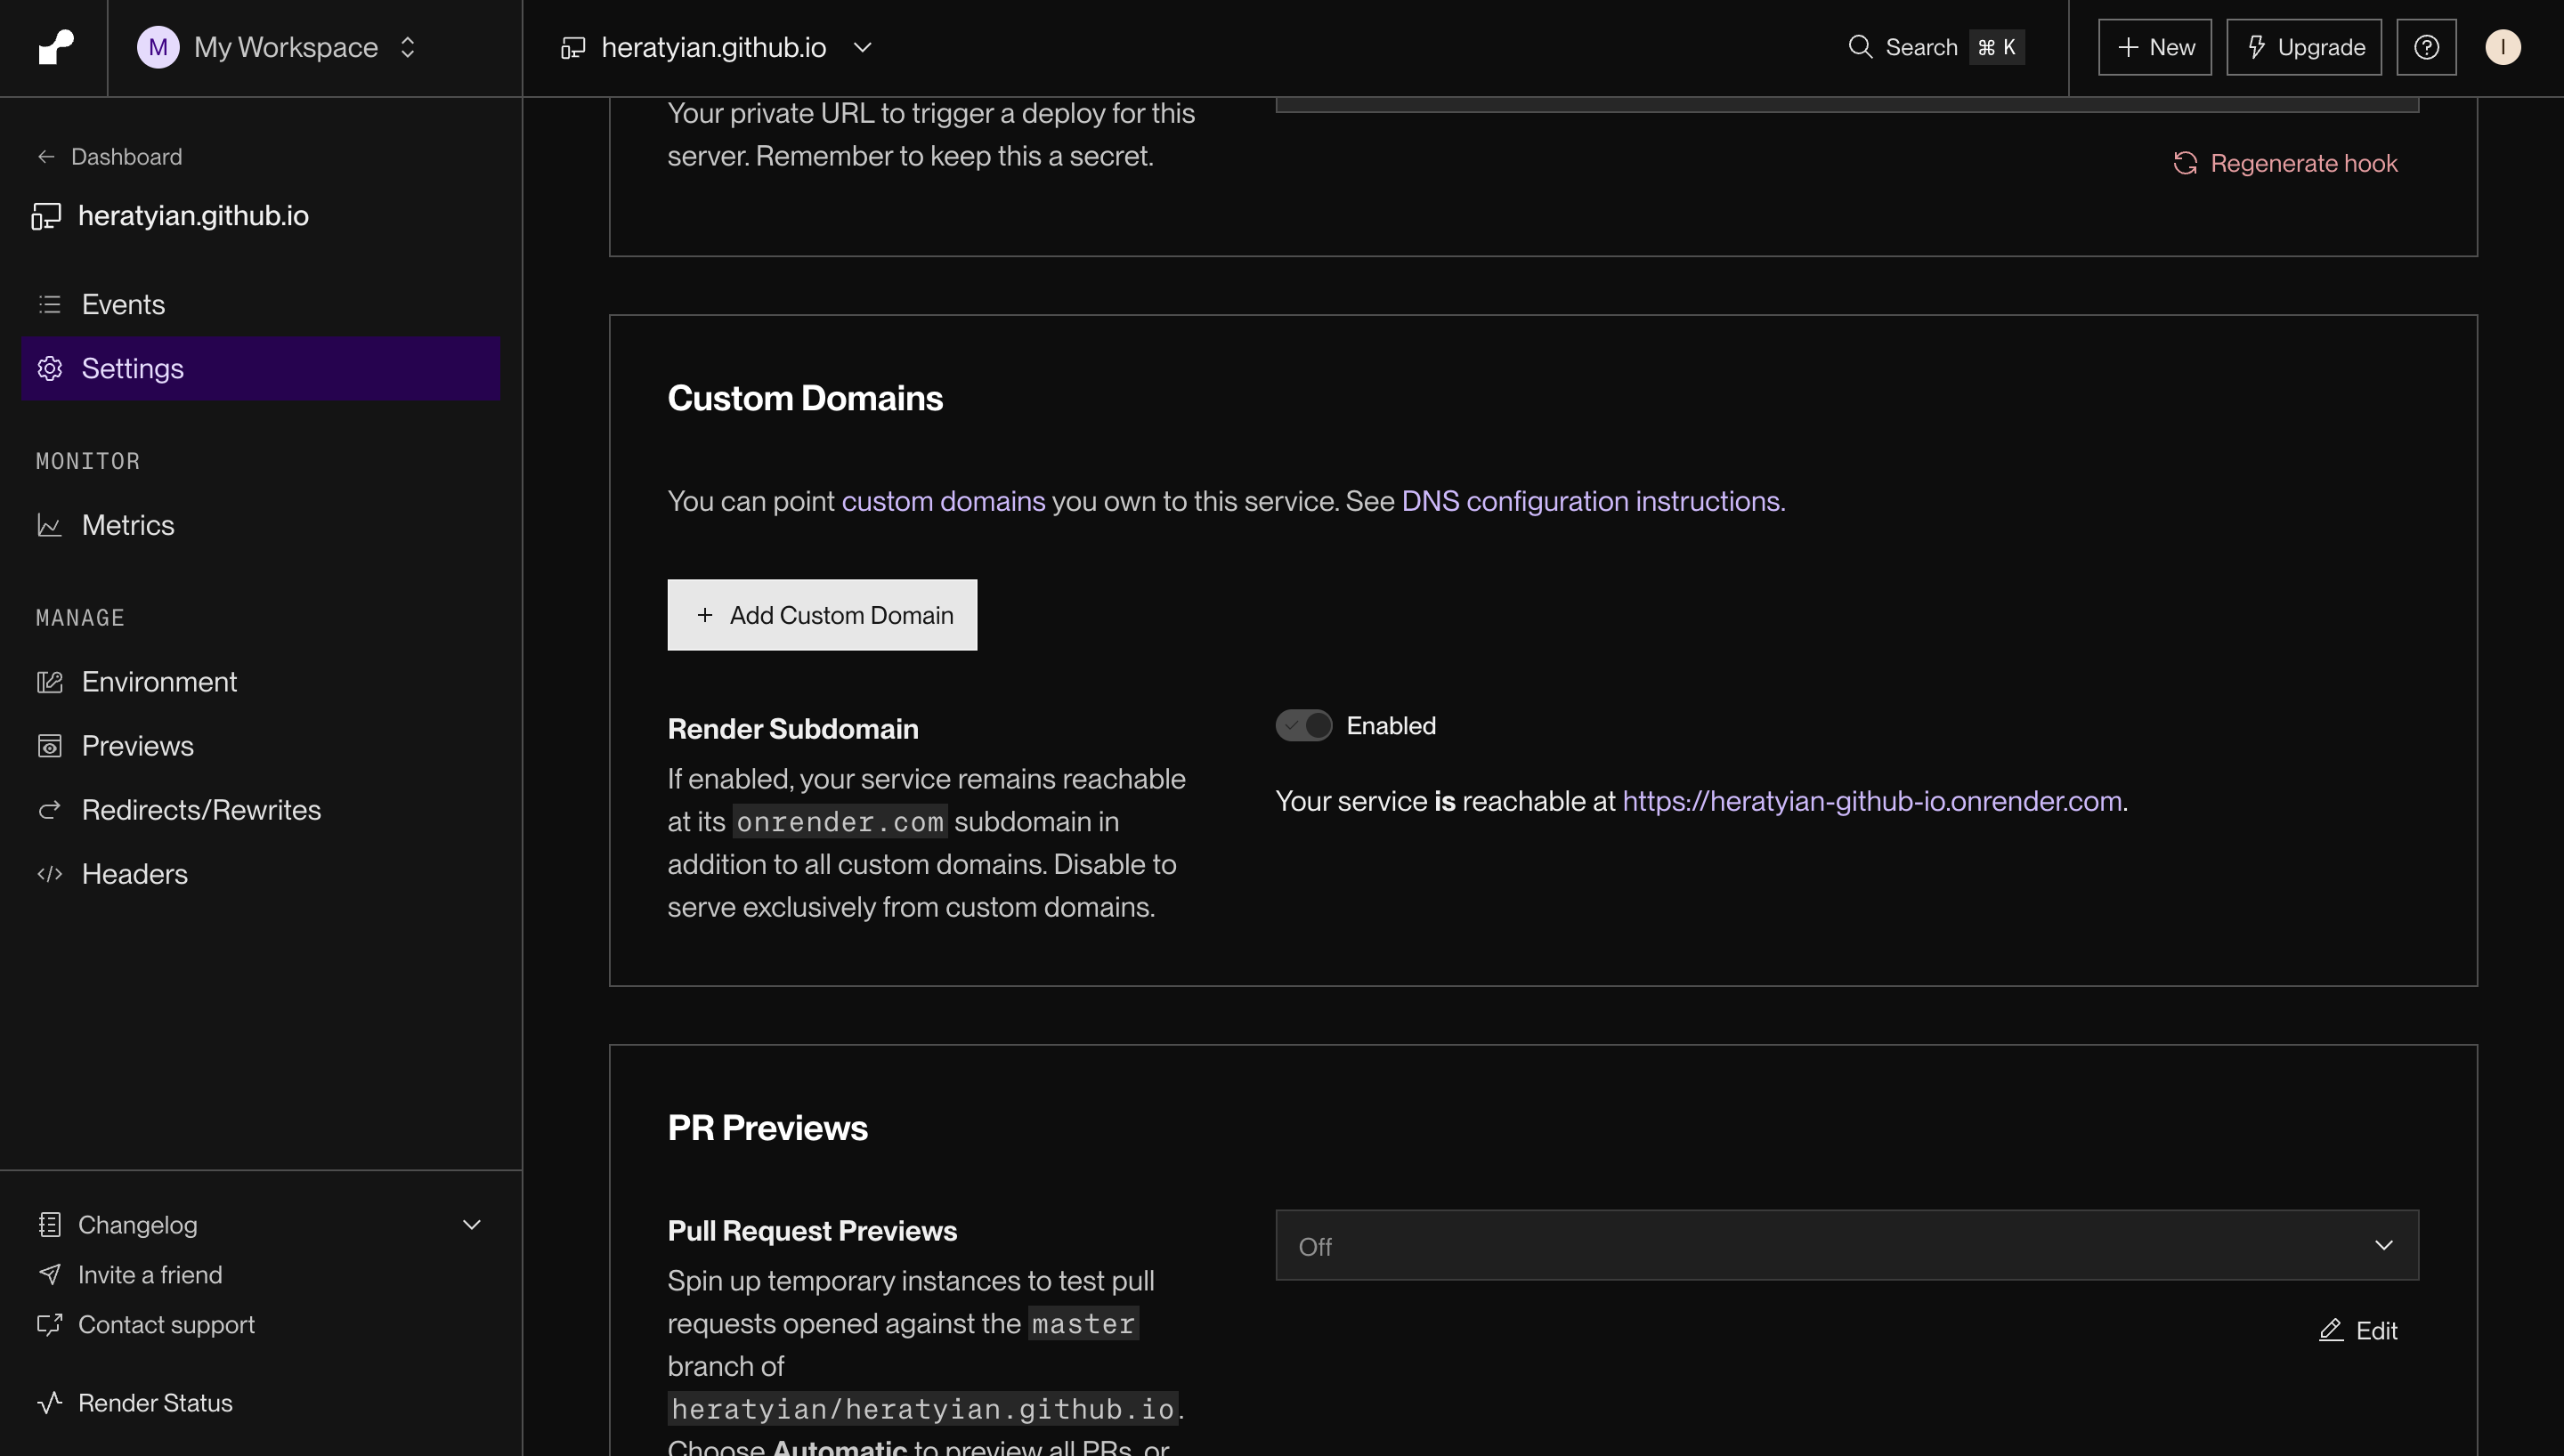 M My Workspace
heratyian.github.io
Search ⌘ K
New
Upgrade
I
Dashboard
heratyian.github.io
Events
Settings
MONITOR
Metrics
MANAGE
Environment
Previews
Redirects/Rewrites
Headers
Changelog
Invite a friend
Contact support
Render Status
Your private URL to trigger a deploy for this
server. Remember to keep this a secret.
Regenerate hook
Custom Domains
You can point custom domains you own to this service. See DNS configuration instructions.
+ Add Custom Domain
Render Subdomain
If enabled, your service remains reachable
at its onrender.com subdomain in
addition to all custom domains. Disable to
serve exclusively from custom domains.
Enabled
Your service is reachable at https://heratyian-github-io.onrender.com.
PR Previews
Pull Request Previews
Spin up temporary instances to test pull
requests opened against the master
branch of
heratyian/heratyian.github.io.
Choose Automatic to preview all PRs, or
Off
Edit